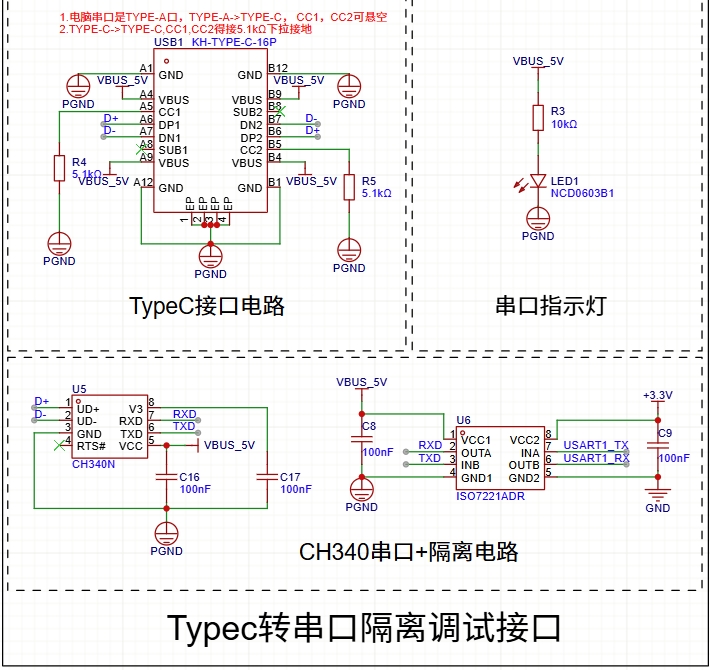 1.电脑串口是TYPE-A口，TYPE-A->TYPE-C， CC1，CC2可悬空
2.TYPE-C->TYPE-C,CC1,CC2得接5.1kΩ下拉接地
USB1 KH-TYPE-C-16P
A1 GND
GND B12
VBUS_5V
VBUS_5V
PGND
PGND
A4 VBUS
VBUS B9
A5 CC1
SUB2 B8
D+ A6 DP1
DN2 B7 D-
D- A7 DN1
DP2 B6 D+
A8 SUB1
CC2 B5
A9 VBUS
VBUS B4
R4
5.1kΩ
VBUS_5V
VBUS_5V
A12 GND
GND B1
R5
5.1kΩ
EP EP EP EP
1 2 3 4
PGND
PGND
PGND
TypeC接口电路
VBUS_5V
R3
10kΩ
LED1
NCD0603B1
PGND
串口指示灯
U5
D+ 1 UD+
V3 8
D- 2 UD-
RXD 7 RXD
3 GND
TXD 6 TXD
4 RTS#
VCC 5 VBUS_5V
CH340N
C16
100nF
C17
100nF
PGND
VBUS_5V
C8
100nF
PGND
U6
1 VCC1
VCC2 8
RXD 2 OUTA
INA 7 USART1_TX
TXD 3 INB
OUTB 6 USART1_RX
4 GND1
GND2 5
ISO7221ADR
+3.3V
C9
100nF
GND
CH340串口+隔离电路
Typec转串口隔离调试接口